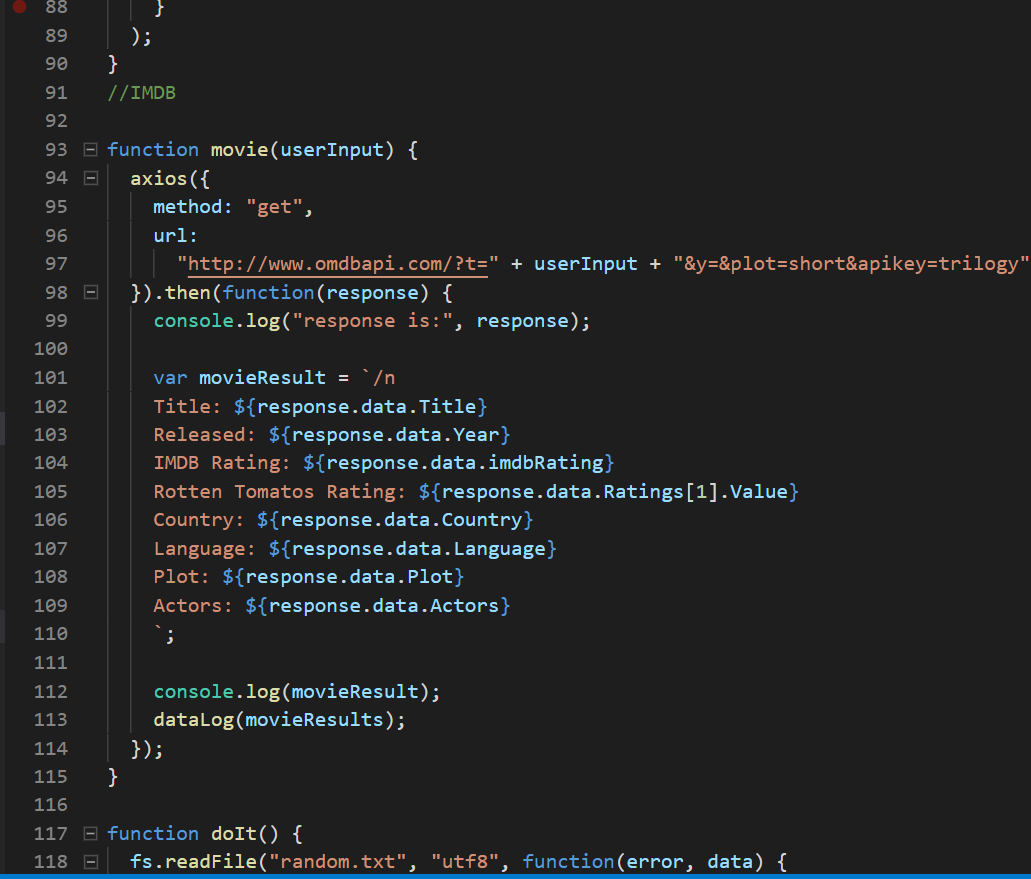 88 }
89 );
90 }
91 //IMDB
92
93 function movie(userInput) {
94 axios({
95 method: "get",
96 url:
97 "http://www.omdbapi.com/?t=" + userInput + "&y=&plot=short&apikey=trilogy"
98 }).then(function(response) {
99 console.log("response is:", response);
100
101 var movieResult = `/n
102 Title: ${response.data.Title}
103 Released: ${response.data.Year}
104 IMDB Rating: ${response.data.imdbRating}
105 Rotten Tomatos Rating: ${response.data.Ratings[1].Value}
106 Country: ${response.data.Country}
107 Language: ${response.data.Language}
108 Plot: ${response.data.Plot}
109 Actors: ${response.data.Actors}
110 `;
111
112 console.log(movieResult);
113 dataLog(movieResults);
114 });
115 }
116
117 function doIt() {
118 fs.readFile("random.txt", "utf8", function(error, data) {